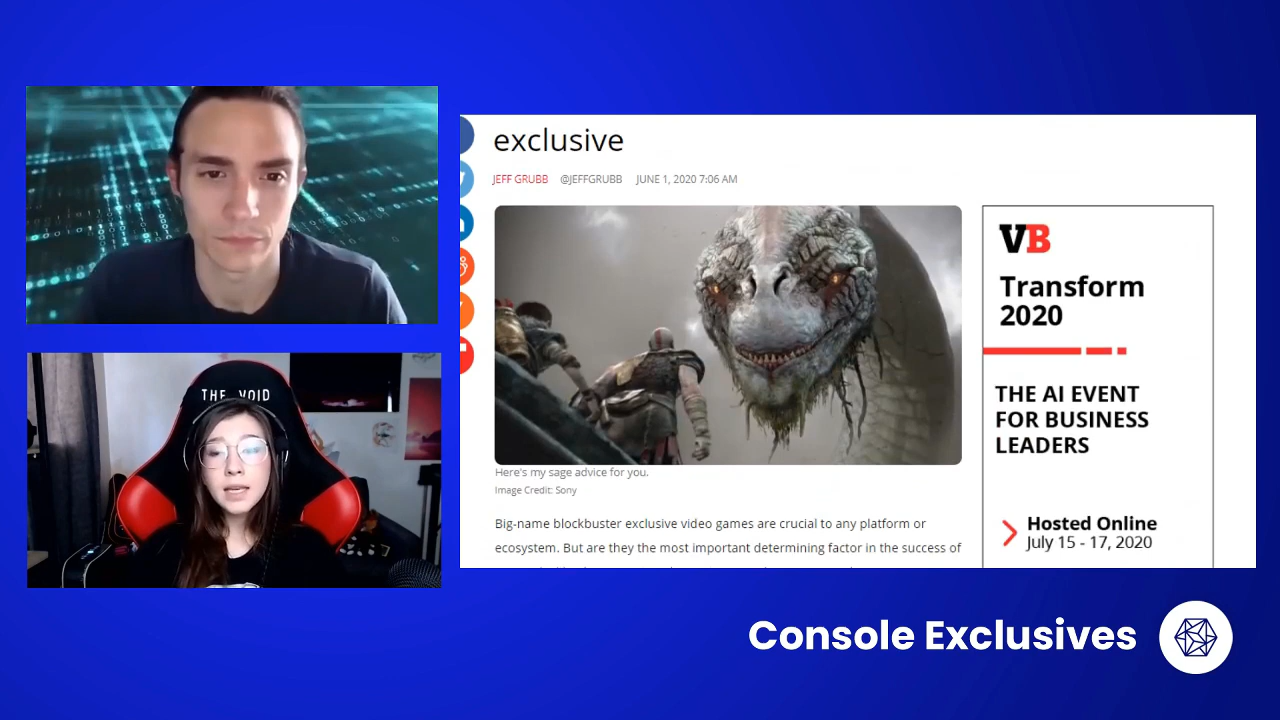 THE VOID
exclusive
JEFF GRUBB @JEFFGRUBB JUNE 1, 2020 7:06 AM
Here's my sage advice for you.
Image Credit: Sony
Big-name blockbuster exclusive video games are crucial to any platform or
ecosystem. But are they the most important determining factor in the success of
VB
Transform
2020
THE AI EVENT
FOR BUSINESS
LEADERS
Hosted Online
July 15 - 17, 2020
Console Exclusives